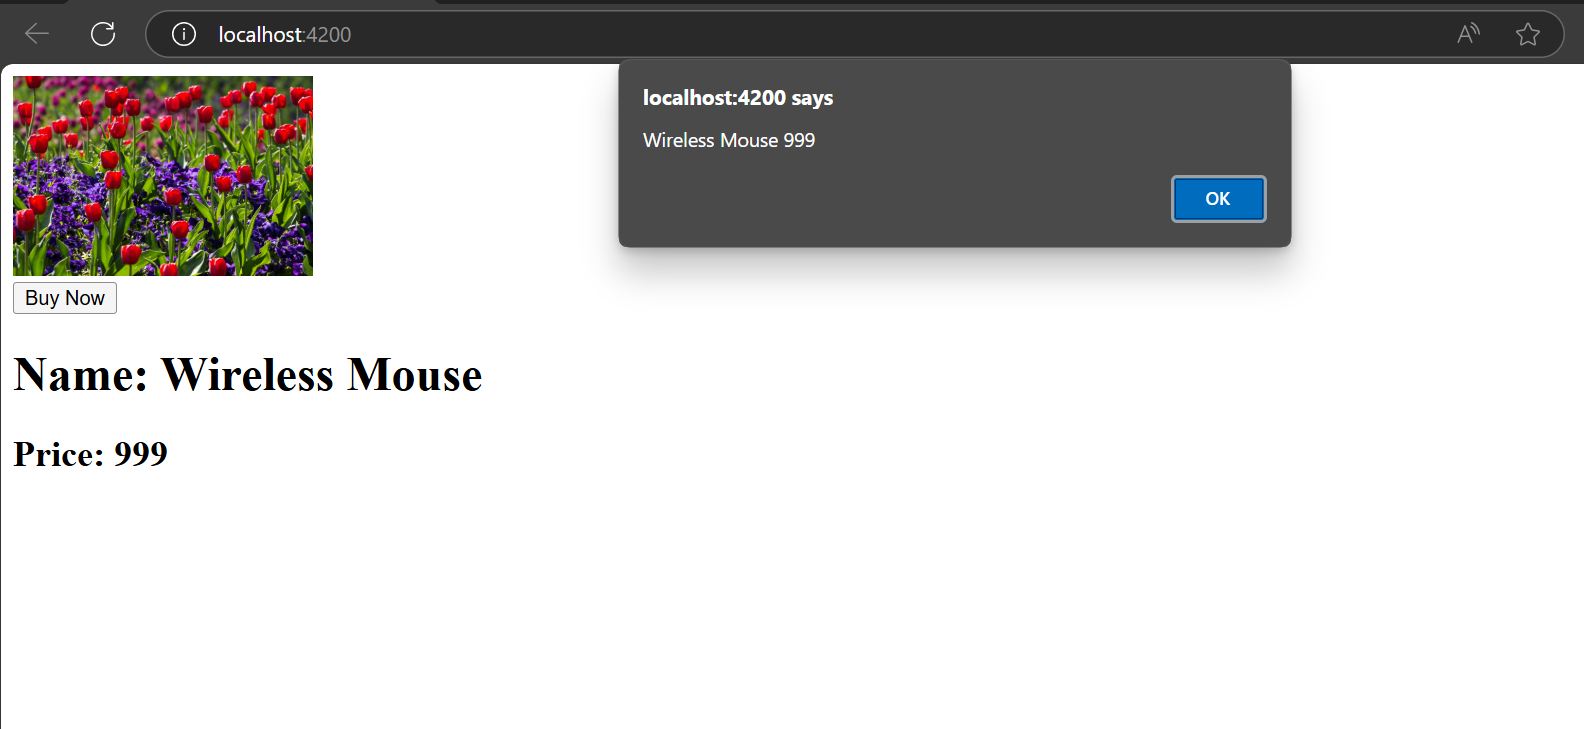 localhost:4200
localhost:4200 says
Wireless Mouse 999
OK
Buy Now
Name: Wireless Mouse
Price: 999